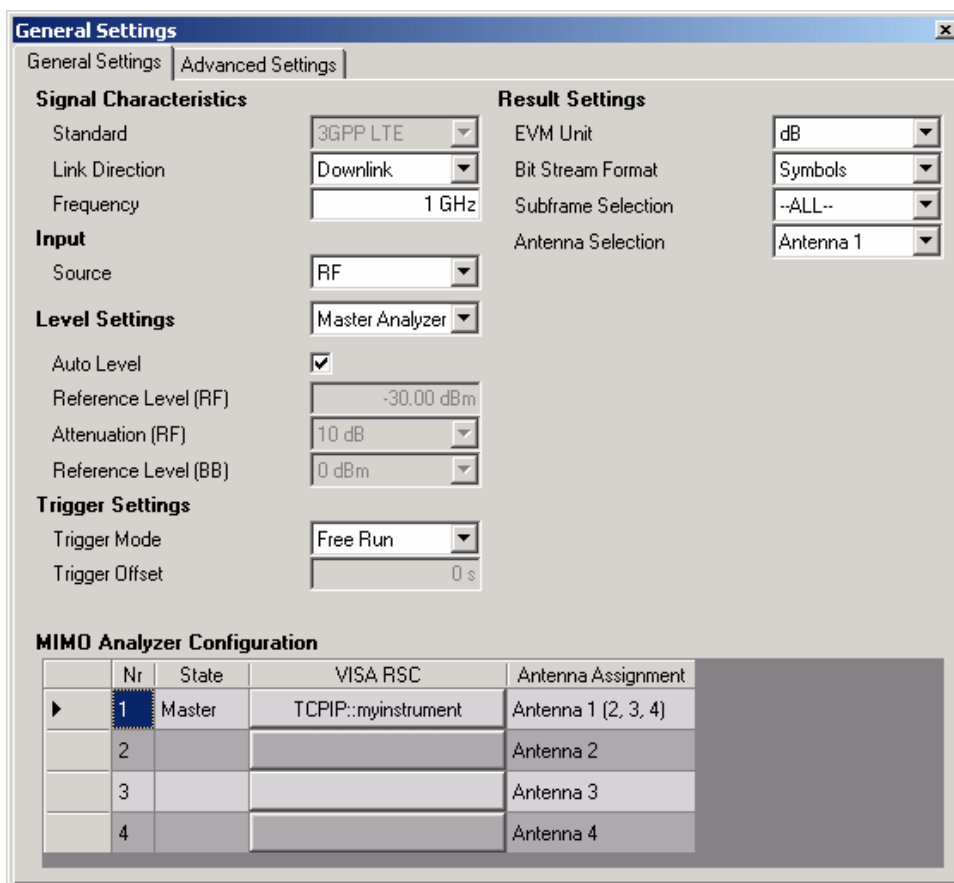 General Settings
General Settings Advanced Settings
Signal Characteristics
Standard 3GPP LTE
Link Direction Downlink
Frequency 1 GHz
Input
Source RF
Level Settings Master Analyzer
Auto Level
Reference Level (RF) -30.00 dBm
Attenuation (RF) 10 dB
Reference Level (BB) 0 dBm
Trigger Settings
Trigger Mode Free Run
Trigger Offset 0 s
Result Settings
EVM Unit dB
Bit Stream Format Symbols
Subframe Selection --ALL--
Antenna Selection Antenna 1
MIMO Analyzer Configuration
Nr State VISA RSC Antenna Assignment
1 Master TCPIP::myinstrument Antenna 1 (2, 3, 4)
2 Antenna 2
3 Antenna 3
4 Antenna 4